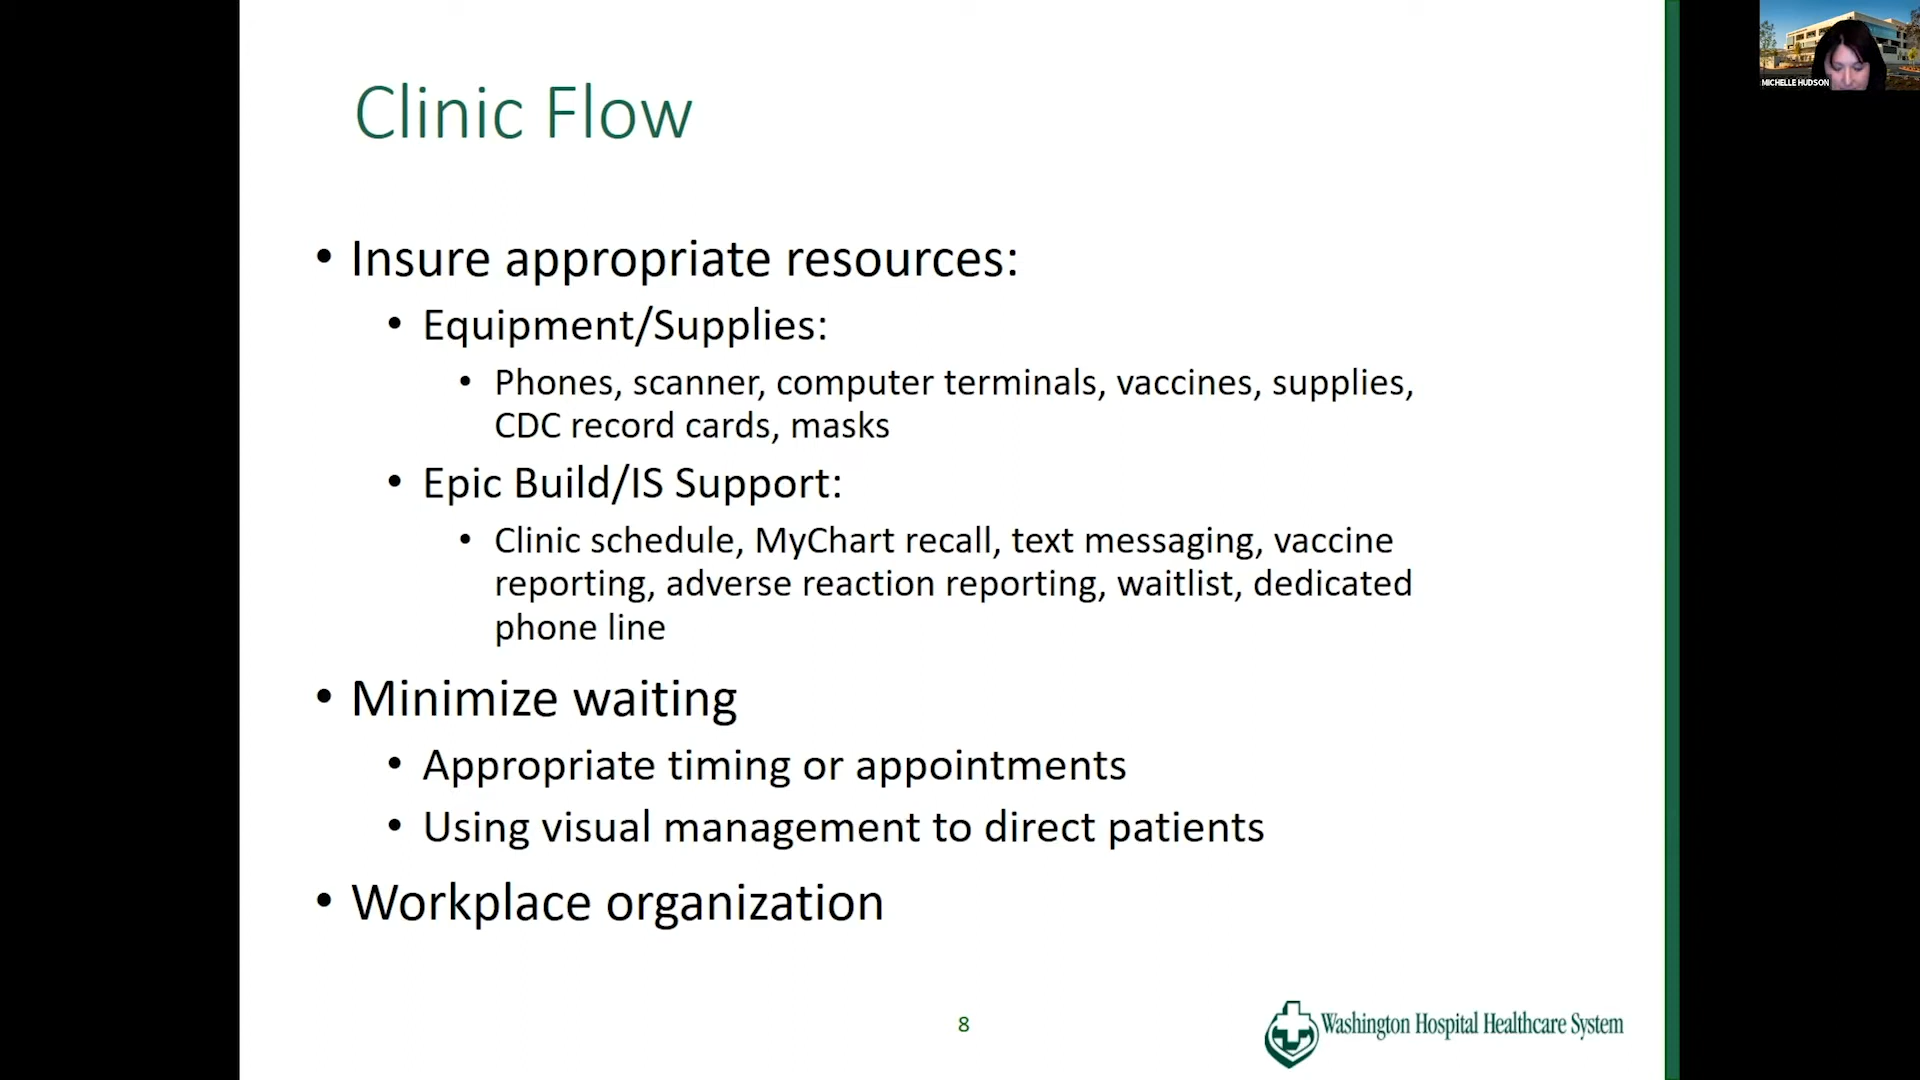 Clinic Flow
• Insure appropriate resources:
• Equipment/Supplies:
• Phones, scanner, computer terminals, vaccines, supplies,
CDC record cards, masks
• Epic Build/IS Support:
• Clinic schedule, MyChart recall, text messaging, vaccine
reporting, adverse reaction reporting, waitlist, dedicated
phone line
• Minimize waiting
• Appropriate timing or appointments
• Using visual management to direct patients
• Workplace organization
8
Washington Hospital Healthcare System
MICHELLE HUDSON